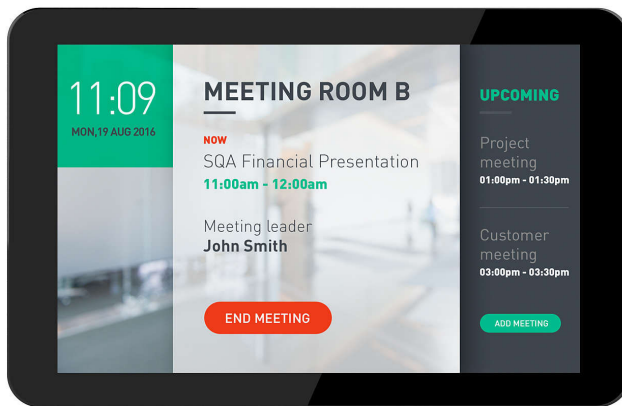 11:09
MON,19 AUG 2016
MEETING ROOM B
NOW
SQA Financial Presentation
11:00am - 12:00am
Meeting leader
John Smith
END MEETING
UPCOMING
Project
meeting
01:00pm - 01:30pm
Customer
meeting
03:00pm - 03:30pm
ADD MEETING